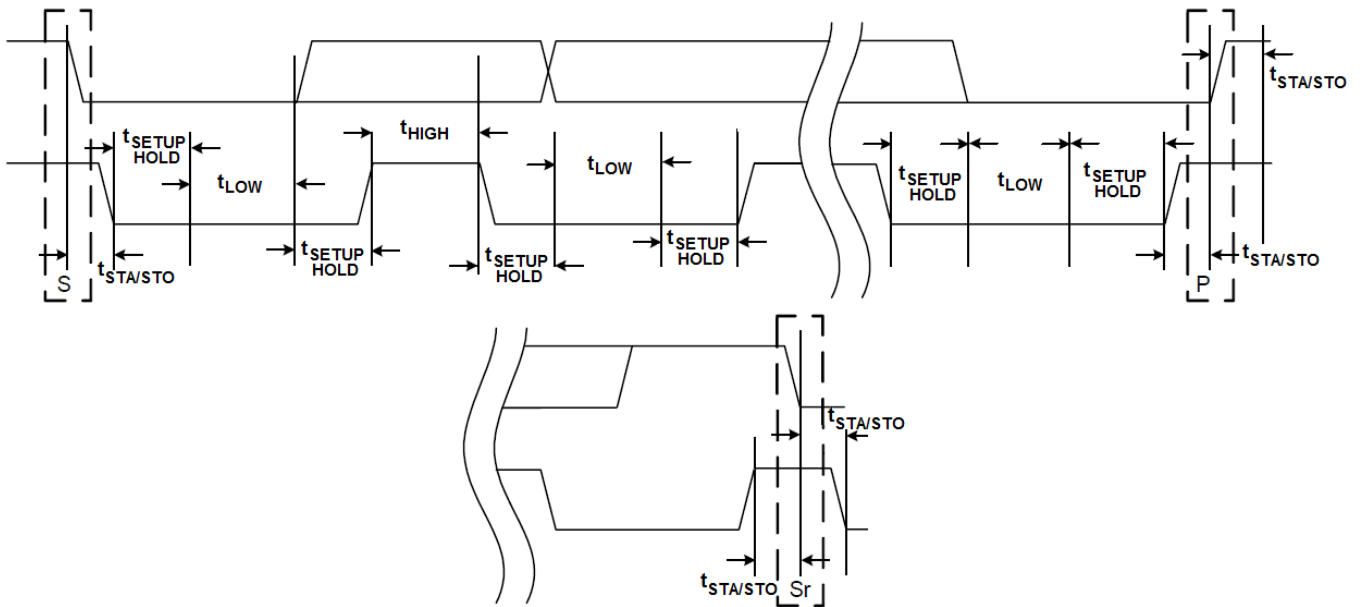 tSTA/STO
tHIGH
tSETUP
HOLD
tLOW
tLOW
tSETUP
HOLD
tLOW
tSETUP
HOLD
tSETUP
HOLD
tSETUP
HOLD
tSETUP
HOLD
tSTA/STO
tSTA/STO
S
P
tSTA/STO
tSTA/STO
Sr